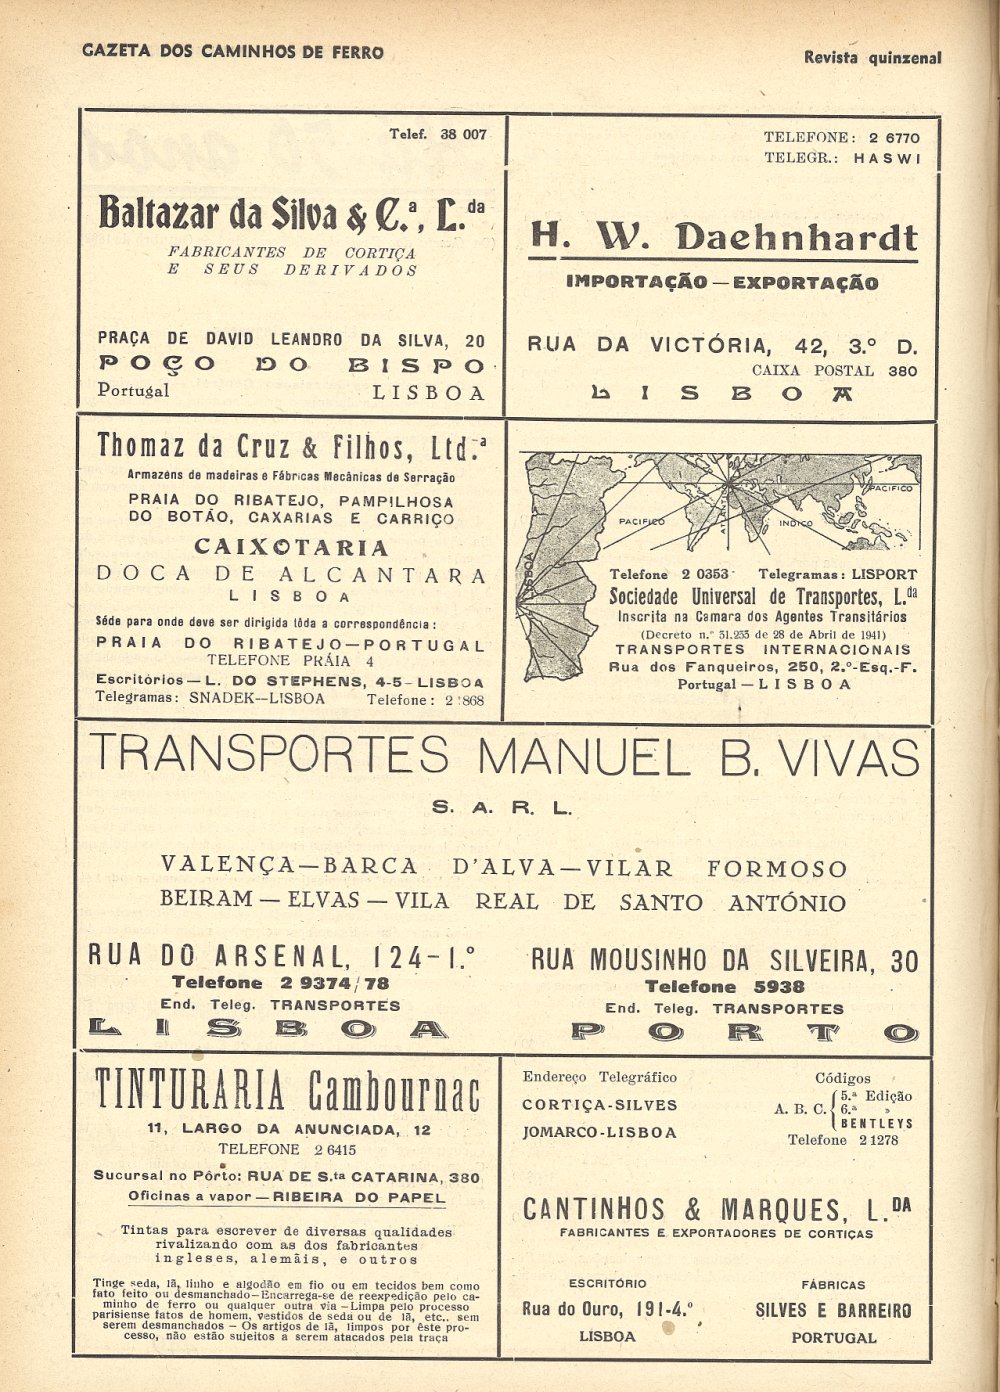 GAZETA DOS CAMINHOS DE FERRO
Revista quinzenal
Telef. 38 007
Baltazar da Silva & C.ª, L.da
FABRICANTES DE CORTIÇA
E SEUS DERIVADOS
PRAÇA DE DAVID LEANDRO DA SILVA, 20
POÇO DO BISPO
Portugal LISBOA
TELEFONE: 2 6770
TELEGR.: HASWI
H. W. Daehnhardt
IMPORTAÇÃO — EXPORTAÇÃO
RUA DA VICTÓRIA, 42, 3.º D.
CAIXA POSTAL 380
LISBOA
Thomaz da Cruz & Filhos, Ltd.ª
Armazens de madeiras e Fábricas Mecânicas de Serração
PRAIA DO RIBATEJO, PAMPILHOSA
DO BOTÃO, CAXARIAS E CARRIÇO
CAIXOTARIA
DOCA DE ALCANTARA
LISBOA
Séde para onde deve ser dirigida tôda a correspondência:
PRAIA DO RIBATEJO—PORTUGAL
TELEFONE PRÁIA 4
Escritórios — L. DO STEPHENS, 4-5 - LISBOA
Telegramas: SNADEK--LISBOA Telefone: 2 868
PACIFICO
ATLANTICO
INDICO
PACIFICO
LISBOA
Telefone 2 0353 Telegramas: LISPORT
Sociedade Universal de Transportes, L.da
Inscrita na Camara dos Agentes Transitários
(Decreto n.º 31.233 de 28 de Abril de 1941)
TRANSPORTES INTERNACIONAIS
Rua dos Fanqueiros, 250, 2.º-Esq.-F.
Portugal — LISBOA
TRANSPORTES MANUEL B. VIVAS
S. A. R. L.
VALENÇA—BARCA D'ALVA—VILAR FORMOSO
BEIRAM — ELVAS — VILA REAL DE SANTO ANTÓNIO
RUA DO ARSENAL, 124-1.º
Telefone 2 9374/78
End. Teleg. TRANSPORTES
LISBOA
RUA MOUSINHO DA SILVEIRA, 30
Telefone 5938
End. Teleg. TRANSPORTES
PORTO
TINTURARIA Cambournac
11, LARGO DA ANUNCIADA, 12
TELEFONE 2 6415
Sucursal no Pôrto: RUA DE S.ta CATARINA, 380
Oficinas a vapor — RIBEIRA DO PAPEL
Tintas para escrever de diversas qualidades
rivalizando com as dos fabricantes
ingleses, alemãis, e outros
Tinge seda, lã, linho e algodão em fio ou em tecidos bem como
fato feito ou desmanchado—Encarrega-se de reexpedição pelo ca-
minho de ferro ou qualquer outra via — Limpa pelo processo
parisiense fatos de homem, vestidos de seda ou de lã, etc.. sem
serem desmanchados — Os artigos de lã, limpos por êste pro-
cesso, não estão sujeitos a serem atacados pela traça
Endereço Telegráfico
CORTIÇA-SILVES
JOMARCO-LISBOA
Códigos
A. B. C. { 5.ª Edição
6.ª »
BENTLEYS
Telefone 2 1278
CANTINHOS & MARQUES, L.DA
FABRICANTES E EXPORTADORES DE CORTIÇAS
ESCRITÓRIO
Rua do Ouro, 191-4.º
LISBOA
FÁBRICAS
SILVES E BARREIRO
PORTUGAL